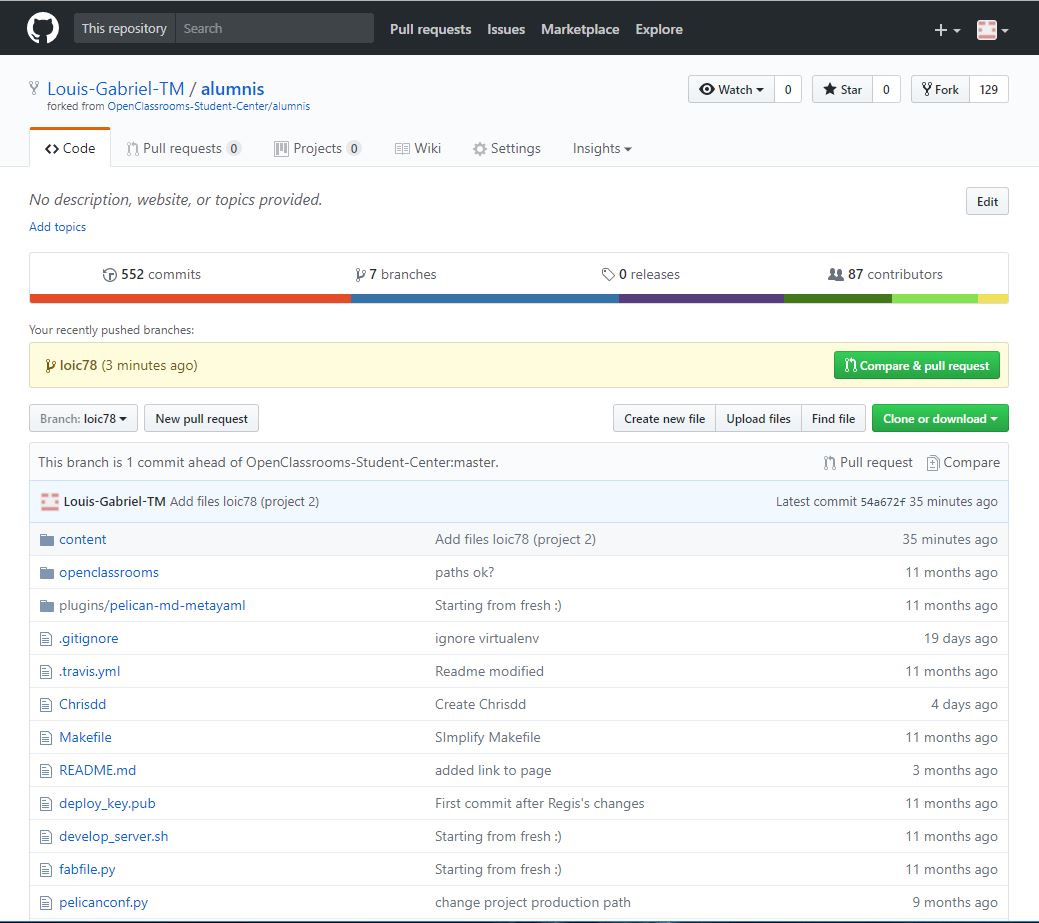 This repository Search Pull requests Issues Marketplace Explore
Louis-Gabriel-TM / alumnis Watch 0 Star 0 Fork 129
forked from OpenClassrooms-Student-Center/alumnis
Code Pull requests 0 Projects 0 Wiki Settings Insights
No description, website, or topics provided. Edit
Add topics
552 commits 7 branches 0 releases 87 contributors
Your recently pushed branches:
loic78 (3 minutes ago) Compare & pull request
Branch: loic78 New pull request Create new file Upload files Find file Clone or download
This branch is 1 commit ahead of OpenClassrooms-Student-Center:master. Pull request Compare
Louis-Gabriel-TM Add files loic78 (project 2) Latest commit 54a672f 35 minutes ago
content Add files loic78 (project 2) 35 minutes ago
openclassrooms paths ok? 11 months ago
plugins/pelican-md-metayaml Starting from fresh :) 11 months ago
.gitignore ignore virtualenv 19 days ago
.travis.yml Readme modified 11 months ago
Chrisdd Create Chrisdd 4 days ago
Makefile SImplify Makefile 11 months ago
README.md added link to page 3 months ago
deploy_key.pub First commit after Regis's changes 11 months ago
develop_server.sh Starting from fresh :) 11 months ago
fabfile.py Starting from fresh :) 11 months ago
pelicanconf.py change project production path 9 months ago